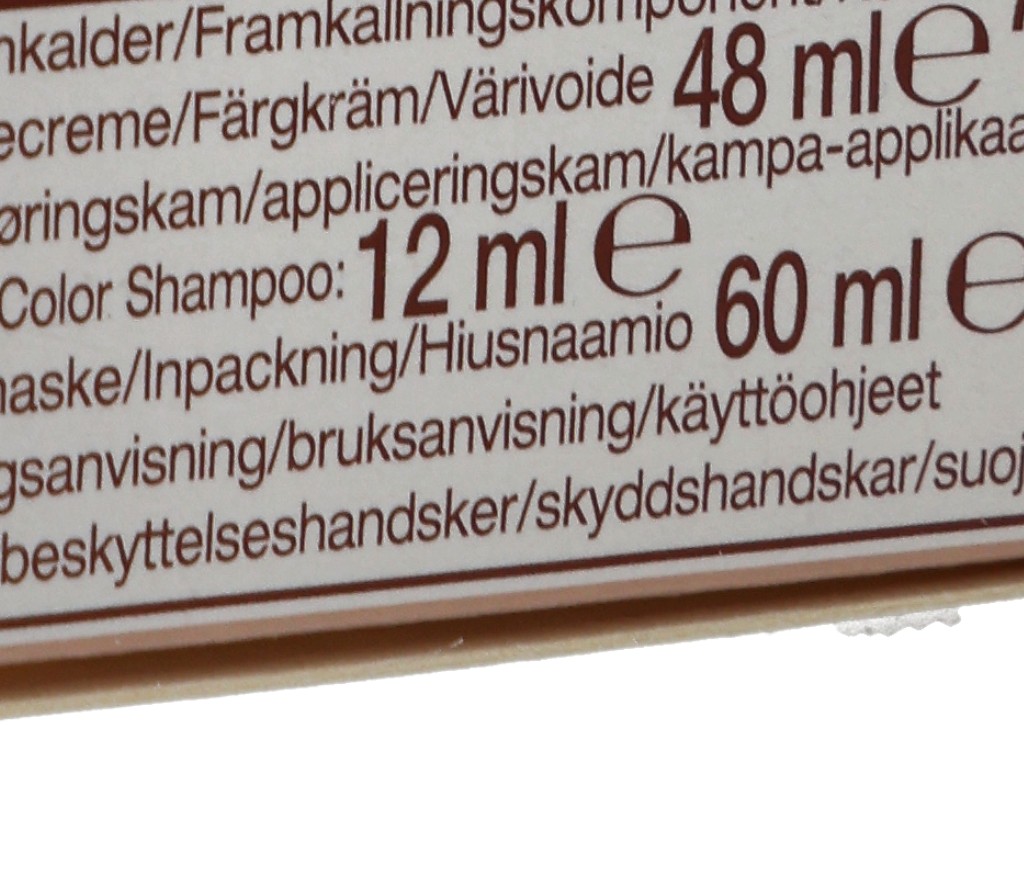 nkalder/Framkallningskomponent/
ecreme/Färgkräm/Värivoide 48 ml ℮
øringskam/appliceringskam/kampa-applikaa
Color Shampoo: 12 ml ℮
naske/Inpackning/Hiusnaamio 60 ml ℮
gsanvisning/bruksanvisning/käyttöohjeet
beskyttelseshandsker/skyddshandskar/suoj